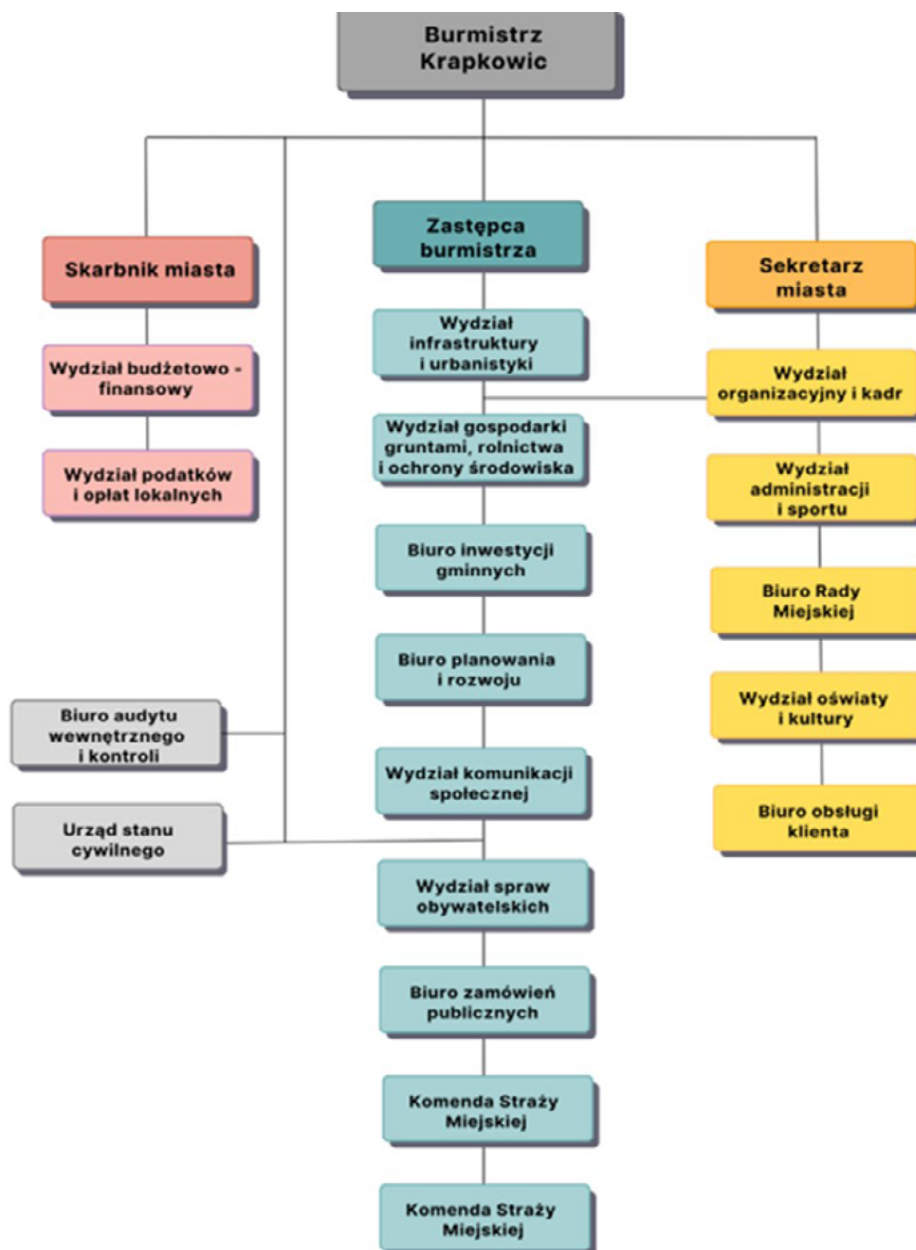 Burmistrz
Krapkowic
Skarbnik miasta
Wydział budżetowo -
finansowy
Wydział podatków
i opłat lokalnych
Biuro audytu
wewnętrznego
i kontroli
Urząd stanu
cywilnego
Zastępca
burmistrza
Wydział
infrastruktury
i urbanistyki
Wydział gospodarki
gruntami, rolnictwa
i ochrony środowiska
Biuro inwestycji
gminnych
Biuro planowania
i rozwoju
Wydział komunikacji
społecznej
Wydział spraw
obywatelskich
Biuro zamówień
publicznych
Komenda Straży
Miejskiej
Komenda Straży
Miejskiej
Sekretarz
miasta
Wydział
organizacyjny i kadr
Wydział
administracji
i sportu
Biuro Rady
Miejskiej
Wydział oświaty
i kultury
Biuro obsługi
klienta